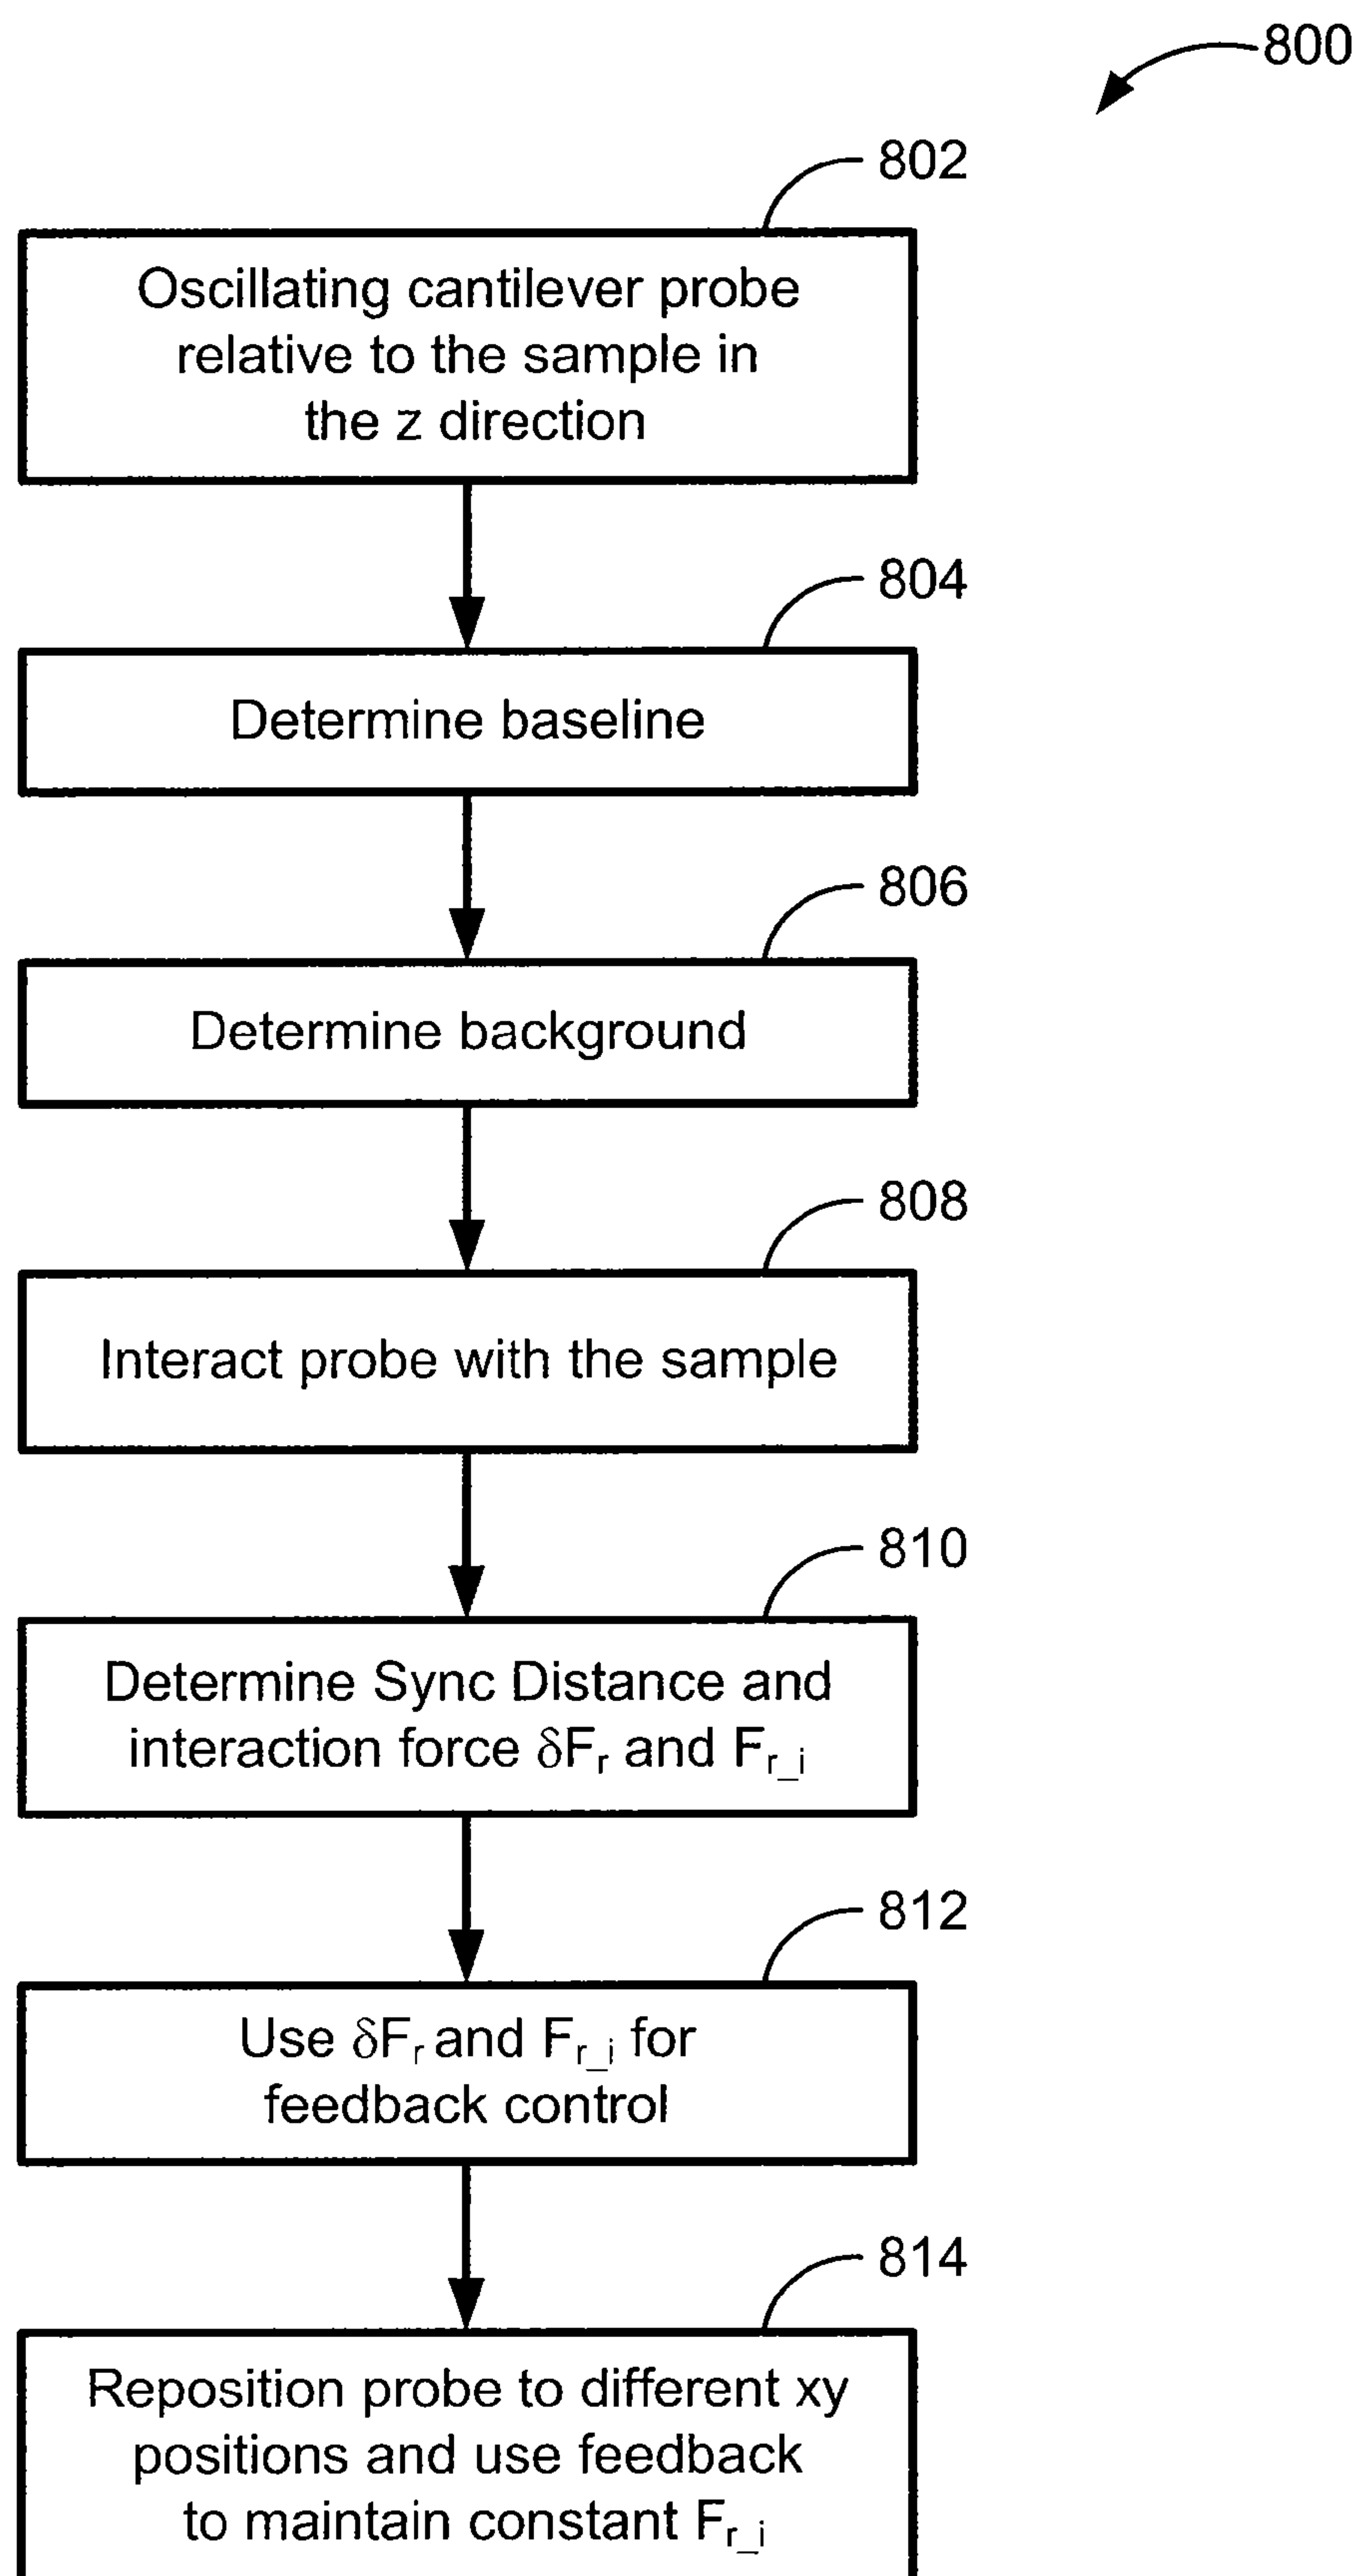 800
802
Oscillating cantilever probe
relative to the sample in
the z direction
804
Determine baseline
806
Determine background
808
Interact probe with the sample
810
Determine Sync Distance and
interaction force δFr and Fr_i
812
Use δFr and Fr_i for
feedback control
814
Reposition probe to different xy
positions and use feedback
to maintain constant Fr_i